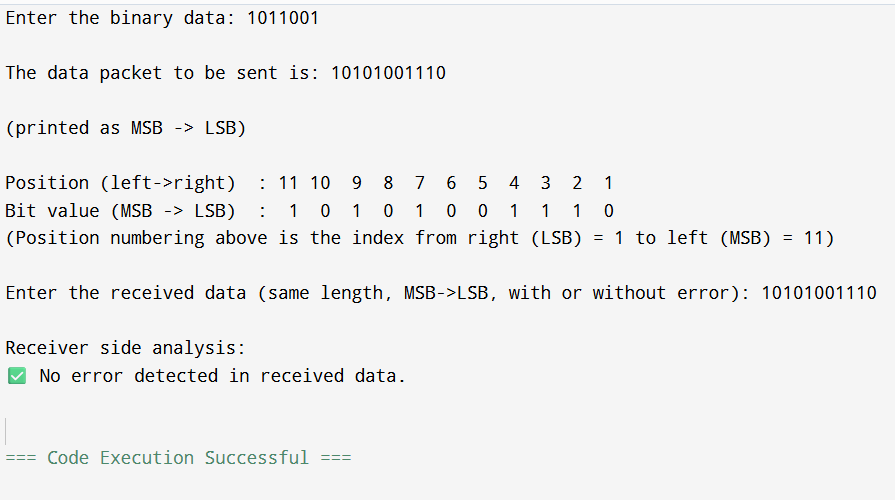 Enter the binary data: 1011001
The data packet to be sent is: 10101001110
(printed as MSB -> LSB)
Position (left->right)  : 11 10  9  8  7  6  5  4  3  2  1
Bit value (MSB -> LSB)  :  1  0  1  0  1  0  0  1  1  1  0
(Position numbering above is the index from right (LSB) = 1 to left (MSB) = 11)
Enter the received data (same length, MSB->LSB, with or without error): 10101001110
Receiver side analysis:
✅ No error detected in received data.
=== Code Execution Successful ===